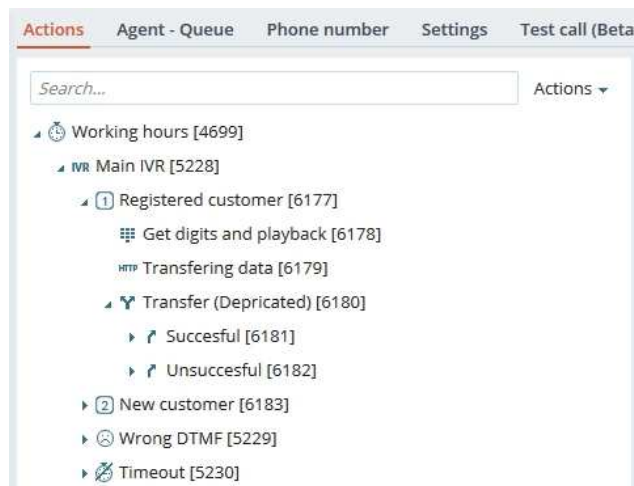 Actions Agent - Queue Phone number Settings Test call (Beta
Search... Actions
Working hours [4699]
IVR Main IVR [5228]
1 Registered customer [6177]
Get digits and playback [6178]
HTTP Transfering data [6179]
Transfer (Depricated) [6180]
Succesful [6181]
Unsuccesful [6182]
2 New customer [6183]
Wrong DTMF [5229]
Timeout [5230]